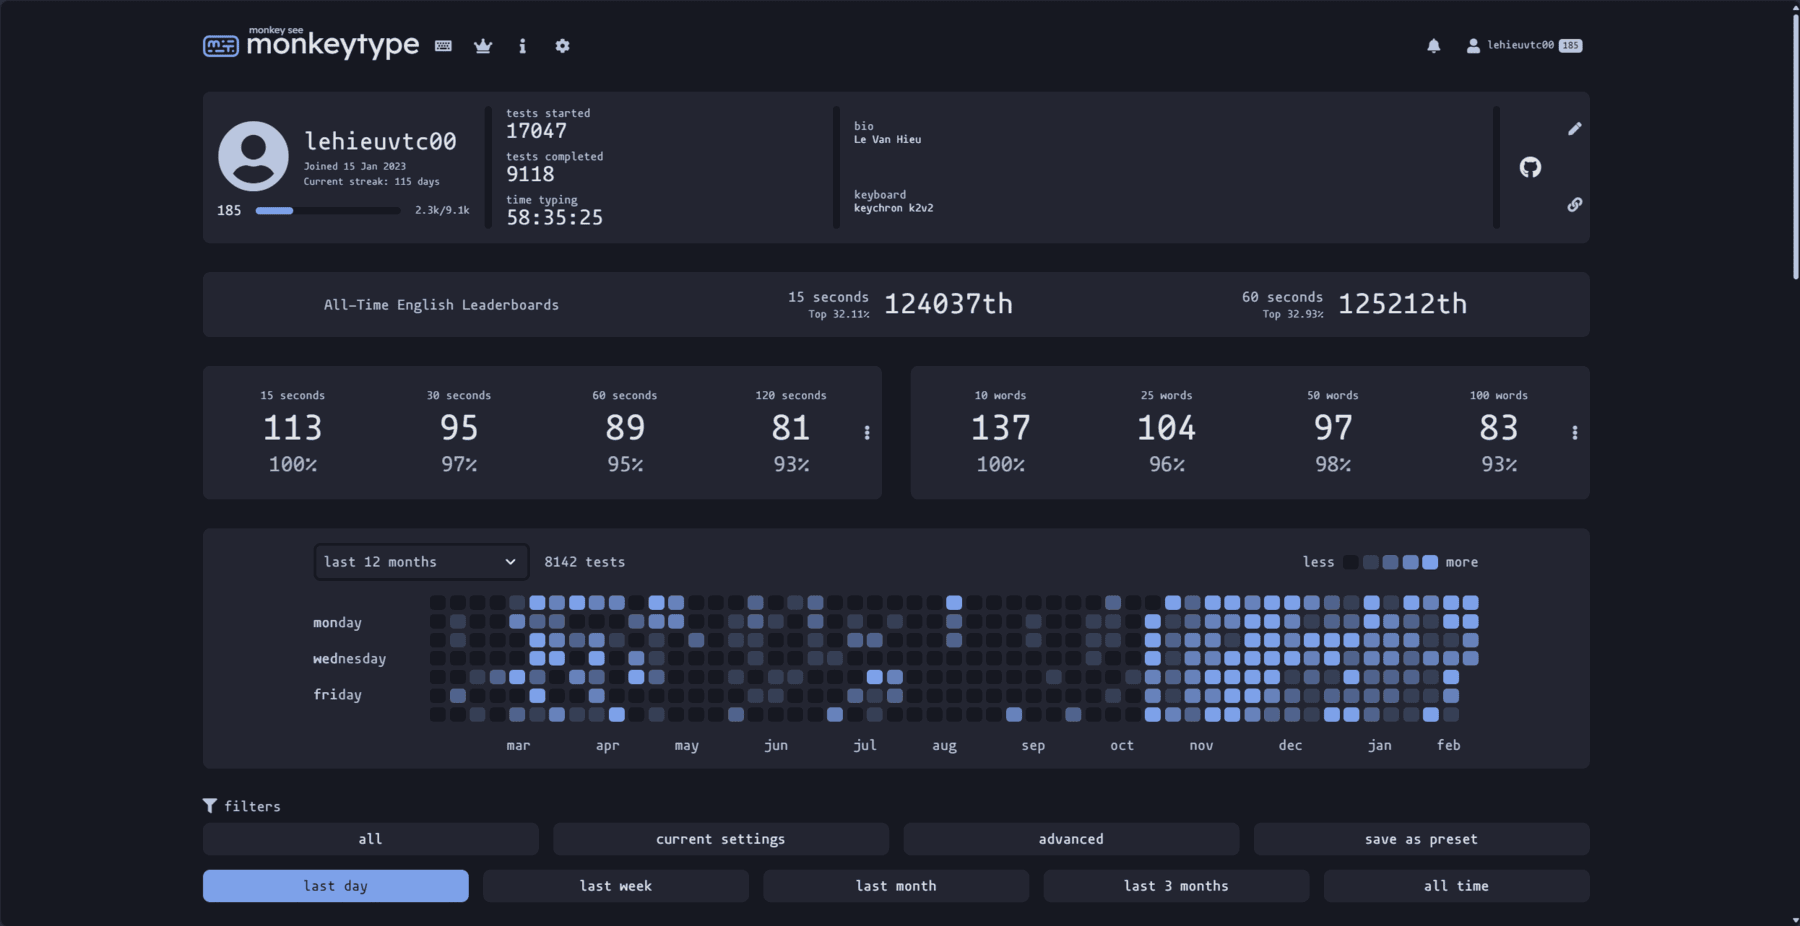 monkey see
monkeytype
lehieuvtc00 185
lehieuvtc00
Joined 15 Jan 2023
Current streak: 115 days
185 2.3k/9.1k
tests started
17047
tests completed
9118
time typing
58:35:25
bio
Le Van Hieu
keyboard
keychron k2v2
All-Time English Leaderboards
15 seconds
Top 32.11%
124037th
60 seconds
Top 32.93%
125212th
15 seconds
113
100%
30 seconds
95
97%
60 seconds
89
95%
120 seconds
81
93%
10 words
137
100%
25 words
104
96%
50 words
97
98%
100 words
83
93%
last 12 months 8142 tests less more
monday
wednesday
friday
mar apr may jun jul aug sep oct nov dec jan feb
filters
all current settings advanced save as preset
last day last week last month last 3 months all time